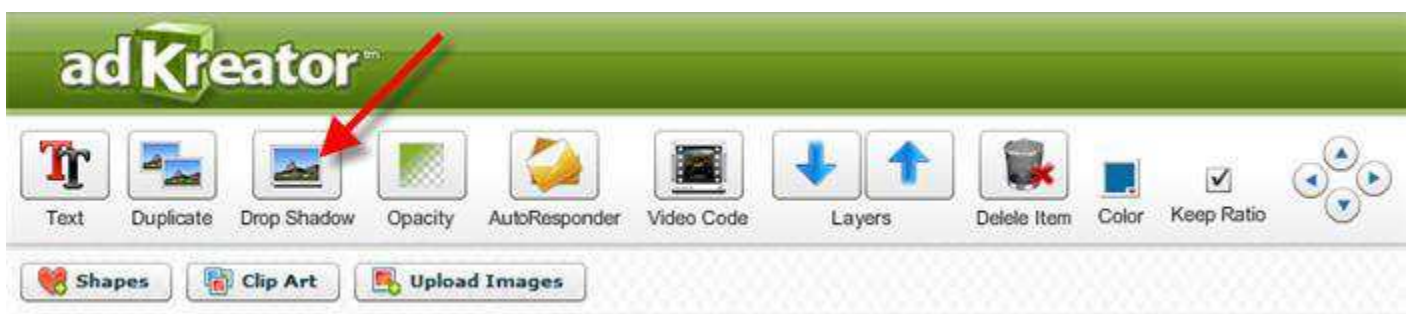 adKreator™
Text Duplicate Drop Shadow Opacity AutoResponder Video Code Layers Delele Item Color Keep Ratio
Shapes Clip Art Upload Images